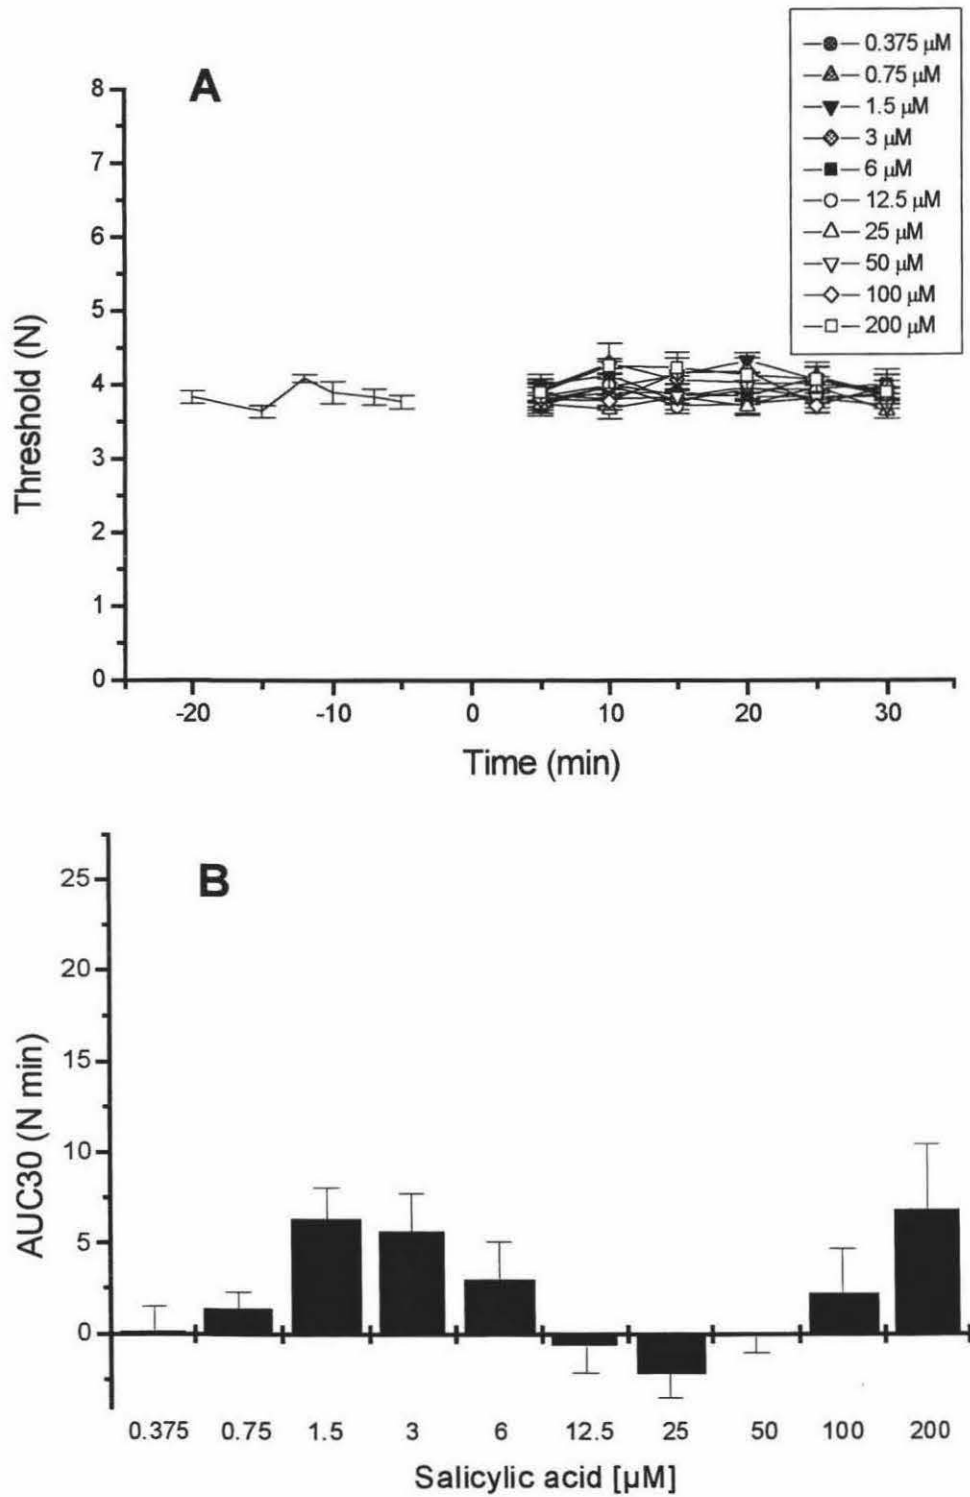 0.375 µM
0.75 µM
1.5 µM
3 µM
6 µM
12.5 µM
25 µM
50 µM
100 µM
200 µM
A
8
7
6
5
4
3
2
1
0
Threshold (N)
-20 -10 0 10 20 30
Time (min)
B
25
20
15
10
5
0
AUC30 (N min)
0.375 0.75 1.5 3 6 12.5 25 50 100 200
Salicylic acid [µM]